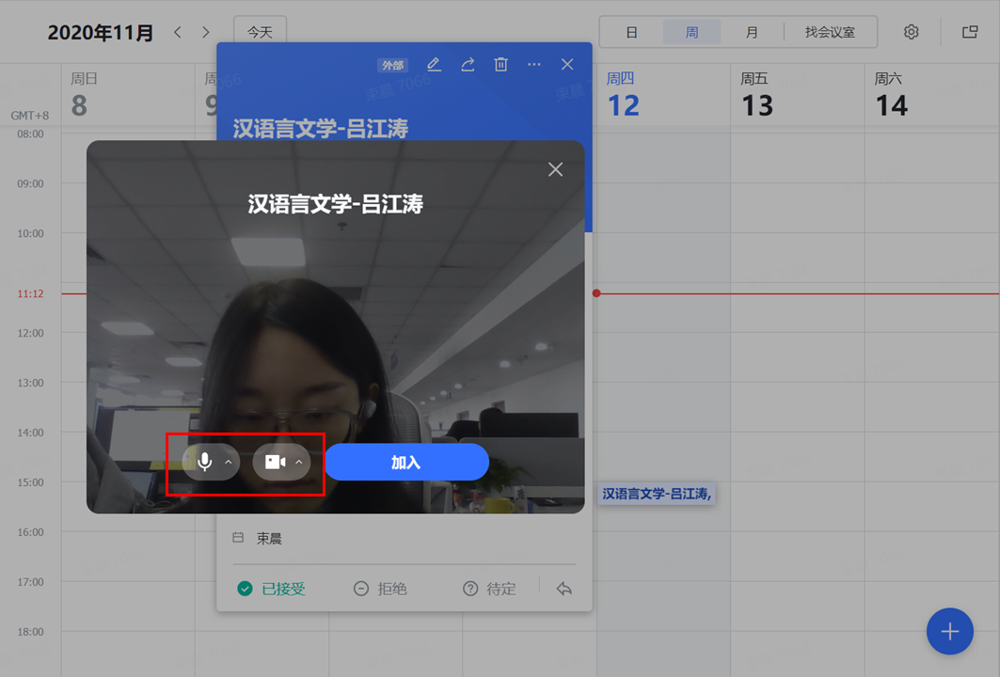 2020年11月
今天
日
周
月
找会议室
外部
周日
8
周
9
周四
12
周五
13
周六
14
GMT+8
束晨 7066
汉语言文学-吕江涛
汉语言文学-吕江涛
加入
08:00
09:00
10:00
11:12
12:00
13:00
14:00
15:00
16:00
17:00
18:00
汉语言文学-吕江涛,
束晨
已接受
拒绝
待定